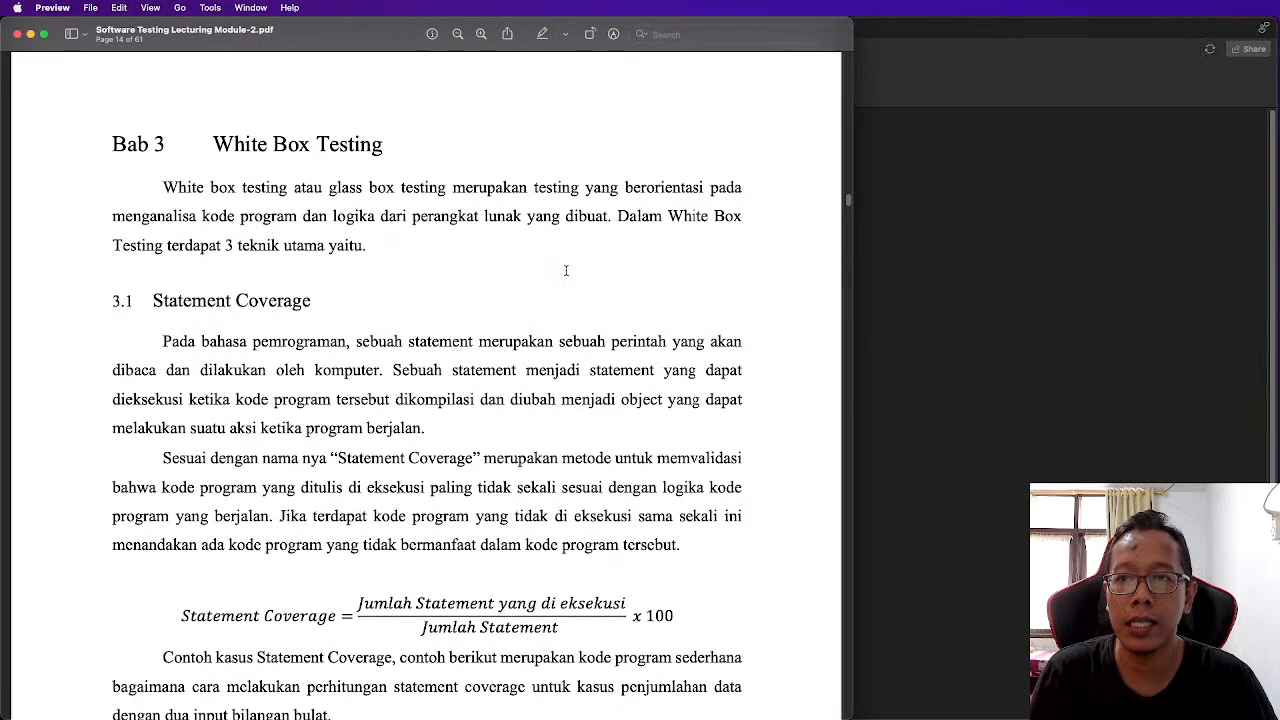 Preview File Edit View Go Tools Window Help
Software Testing Lecturing Module-2.pdf
Page 14 of 61
Search
Share
Bab 3 White Box Testing
White box testing atau glass box testing merupakan testing yang berorientasi pada
menganalisa kode program dan logika dari perangkat lunak yang dibuat. Dalam White Box
Testing terdapat 3 teknik utama yaitu.
3.1 Statement Coverage
Pada bahasa pemrograman, sebuah statement merupakan sebuah perintah yang akan
dibaca dan dilakukan oleh komputer. Sebuah statement menjadi statement yang dapat
dieksekusi ketika kode program tersebut dikompilasi dan diubah menjadi object yang dapat
melakukan suatu aksi ketika program berjalan.
Sesuai dengan nama nya “Statement Coverage” merupakan metode untuk memvalidasi
bahwa kode program yang ditulis di eksekusi paling tidak sekali sesuai dengan logika kode
program yang berjalan. Jika terdapat kode program yang tidak di eksekusi sama sekali ini
menandakan ada kode program yang tidak bermanfaat dalam kode program tersebut.
Jumlah Statement yang di eksekusi
Statement Coverage = x 100
Jumlah Statement
Contoh kasus Statement Coverage, contoh berikut merupakan kode program sederhana
bagaimana cara melakukan perhitungan statement coverage untuk kasus penjumlahan data
dengan dua input bilangan bulat.